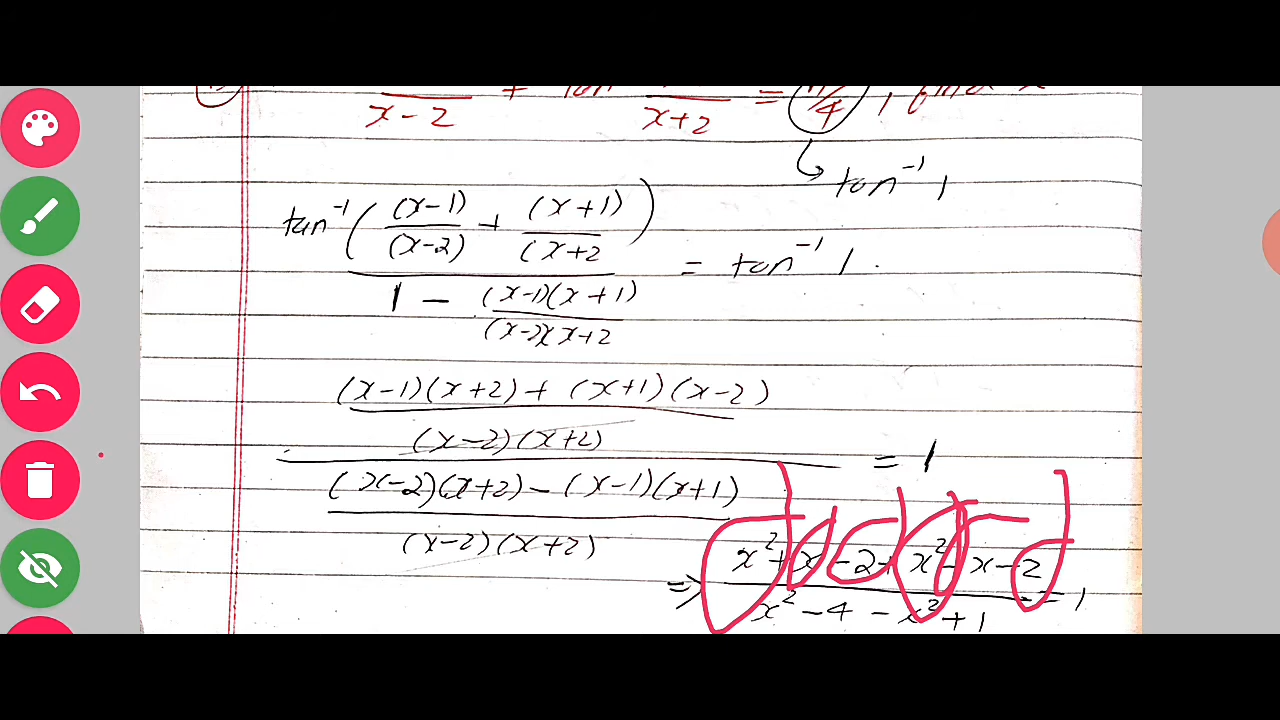 x-2 + tan x+2 = π/4, find x
tan⁻¹ 1
tan⁻¹ ( (x-1)/(x-2) + (x+1)/(x+2 )
= tan⁻¹ 1.
1 - (x-1)(x+1)/(x-2)(x+2
(x-1)(x+2) + (x+1)(x-2)
(x-2)(x+2)
= 1
(x-2)(x+2) - (x-1)(x+1)
(x-2)(x+2)
⇒ x²+x-2+x²-x-2
x²-4-x²+1 = 1